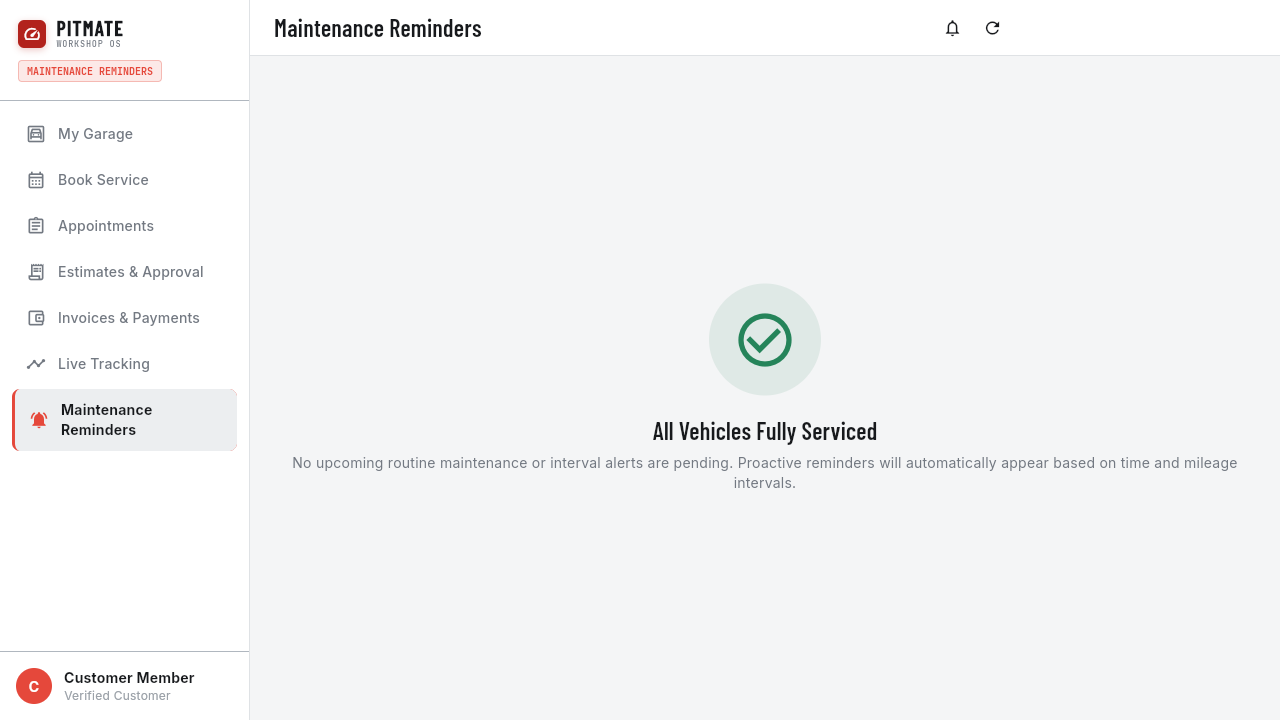 PITMATE
WORKSHOP OS
MAINTENANCE REMINDERS
My Garage
Book Service
Appointments
Estimates & Approval
Invoices & Payments
Live Tracking
Maintenance
Reminders
C
Customer Member
Verified Customer
Maintenance Reminders
All Vehicles Fully Serviced
No upcoming routine maintenance or interval alerts are pending. Proactive reminders will automatically appear based on time and mileage
intervals.